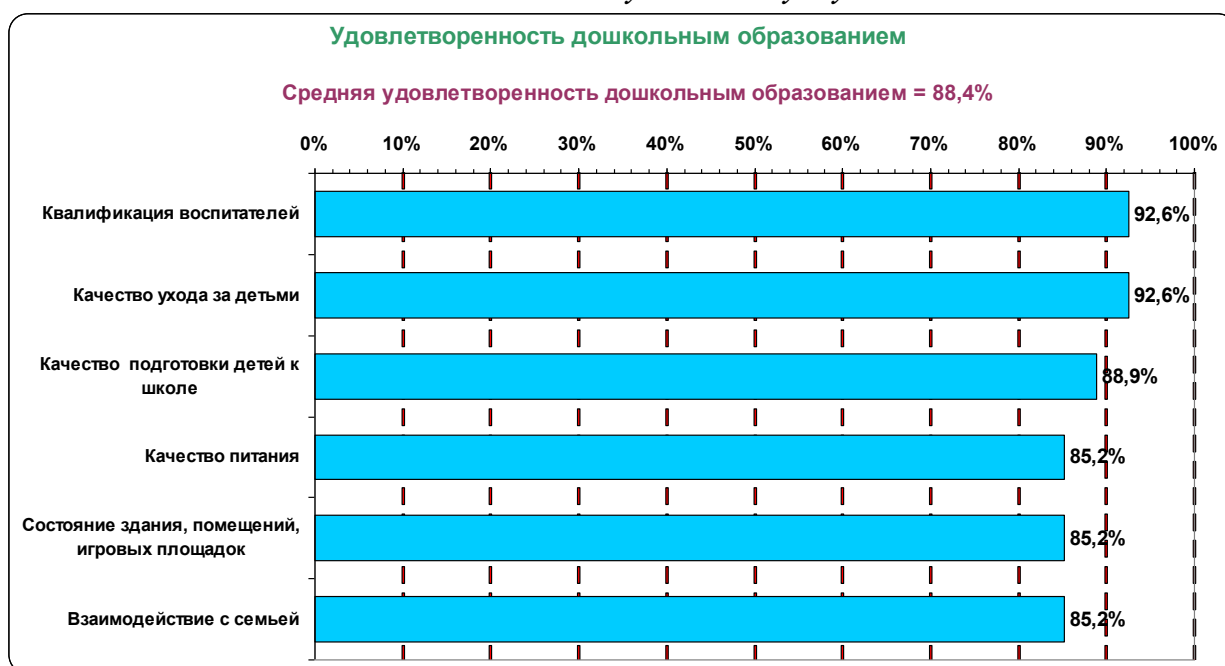 Удовлетворенность дошкольным образованием
Средняя удовлетворенность дошкольным образованием = 88,4%
0% 10% 20% 30% 40% 50% 60% 70% 80% 90% 100%
Квалификация воспитателей 92,6%
Качество ухода за детьми 92,6%
Качество подготовки детей к
школе 88,9%
Качество питания 85,2%
Состояние здания, помещений,
игровых площадок 85,2%
Взаимодействие с семьей 85,2%